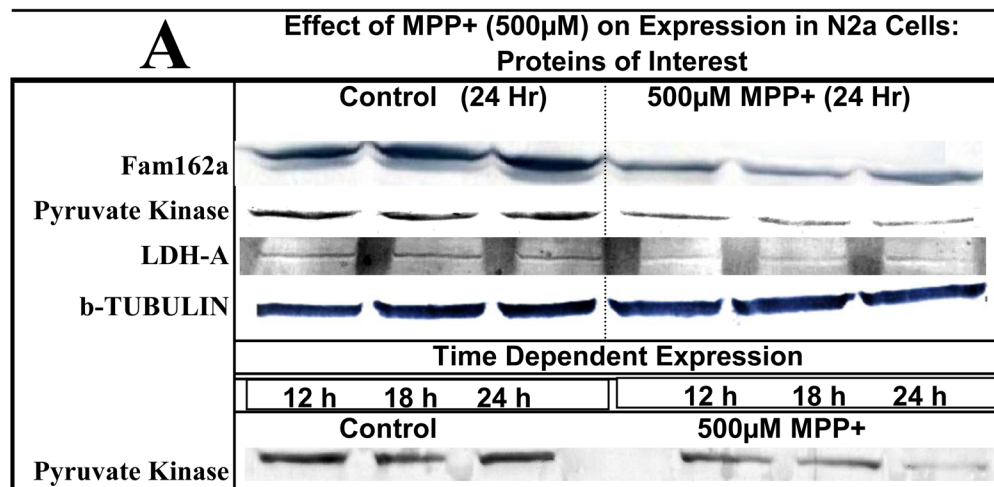 A
Effect of MPP+ (500µM) on Expression in N2a Cells:
Proteins of Interest
Control (24 Hr) 500µM MPP+ (24 Hr)
Fam162a
Pyruvate Kinase
LDH-A
b-TUBULIN
Time Dependent Expression
12 h 18 h 24 h 12 h 18 h 24 h
Control 500µM MPP+
Pyruvate Kinase